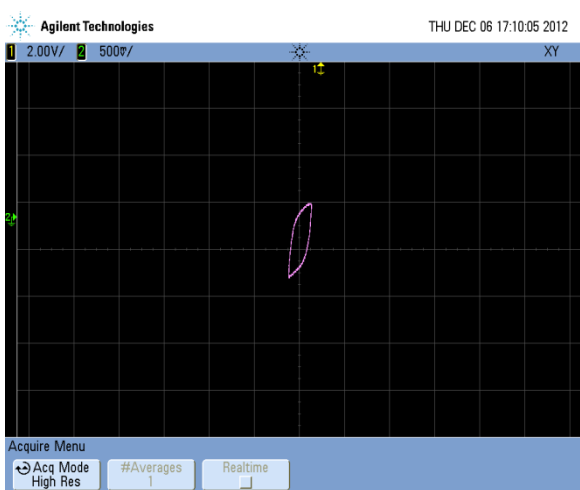 Agilent Technologies THU DEC 06 17:10:05 2012
1 2.00V/ 2 500mV/ XY
1
2
Acquire Menu
Acq Mode #Averages Realtime
High Res 1